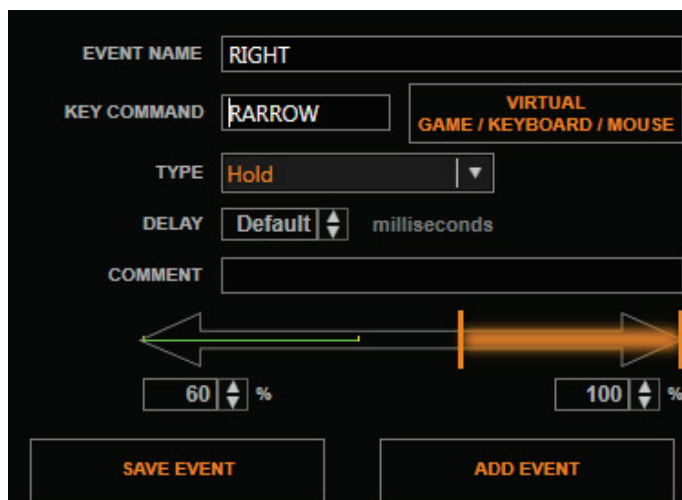 EVENT NAME RIGHT
KEY COMMAND RARROW
VIRTUAL
GAME / KEYBOARD / MOUSE
TYPE Hold
DELAY Default milliseconds
COMMENT
60 % 100 %
SAVE EVENT ADD EVENT